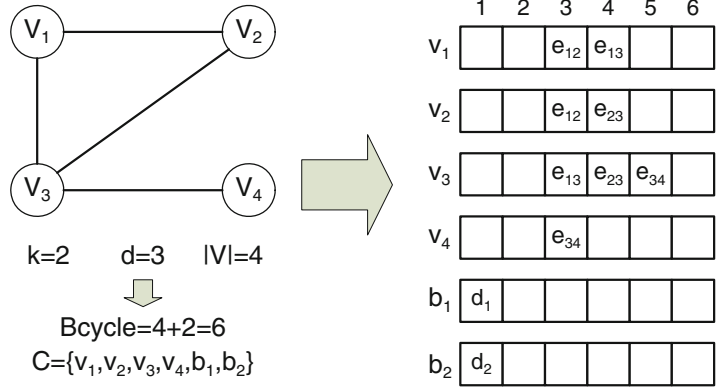 V₁ V₂
V₃ V₄
k=2 d=3 |V|=4
Bcycle=4+2=6
C={v₁,v₂,v₃,v₄,b₁,b₂}
1 2 3 4 5 6
v₁ e₁₂ e₁₃
v₂ e₁₂ e₂₃
v₃ e₁₃ e₂₃ e₃₄
v₄ e₃₄
b₁ d₁
b₂ d₂